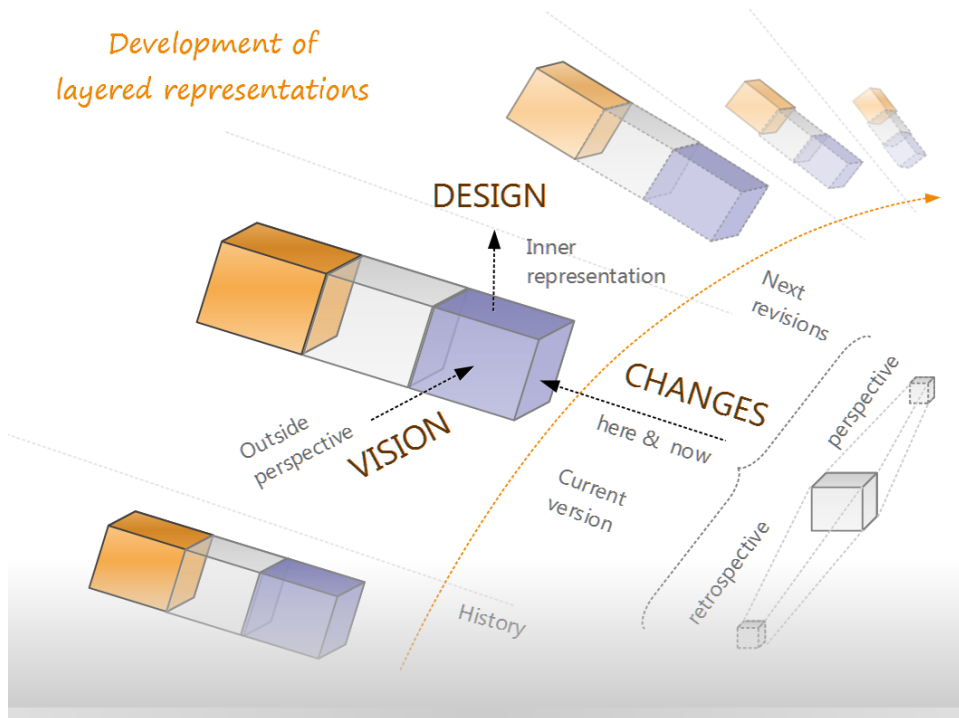 Development of
layered representations
DESIGN
Inner
representation
Next
revisions
CHANGES
here & now
perspective
Outside
perspective
VISION
Current
version
retrospective
History